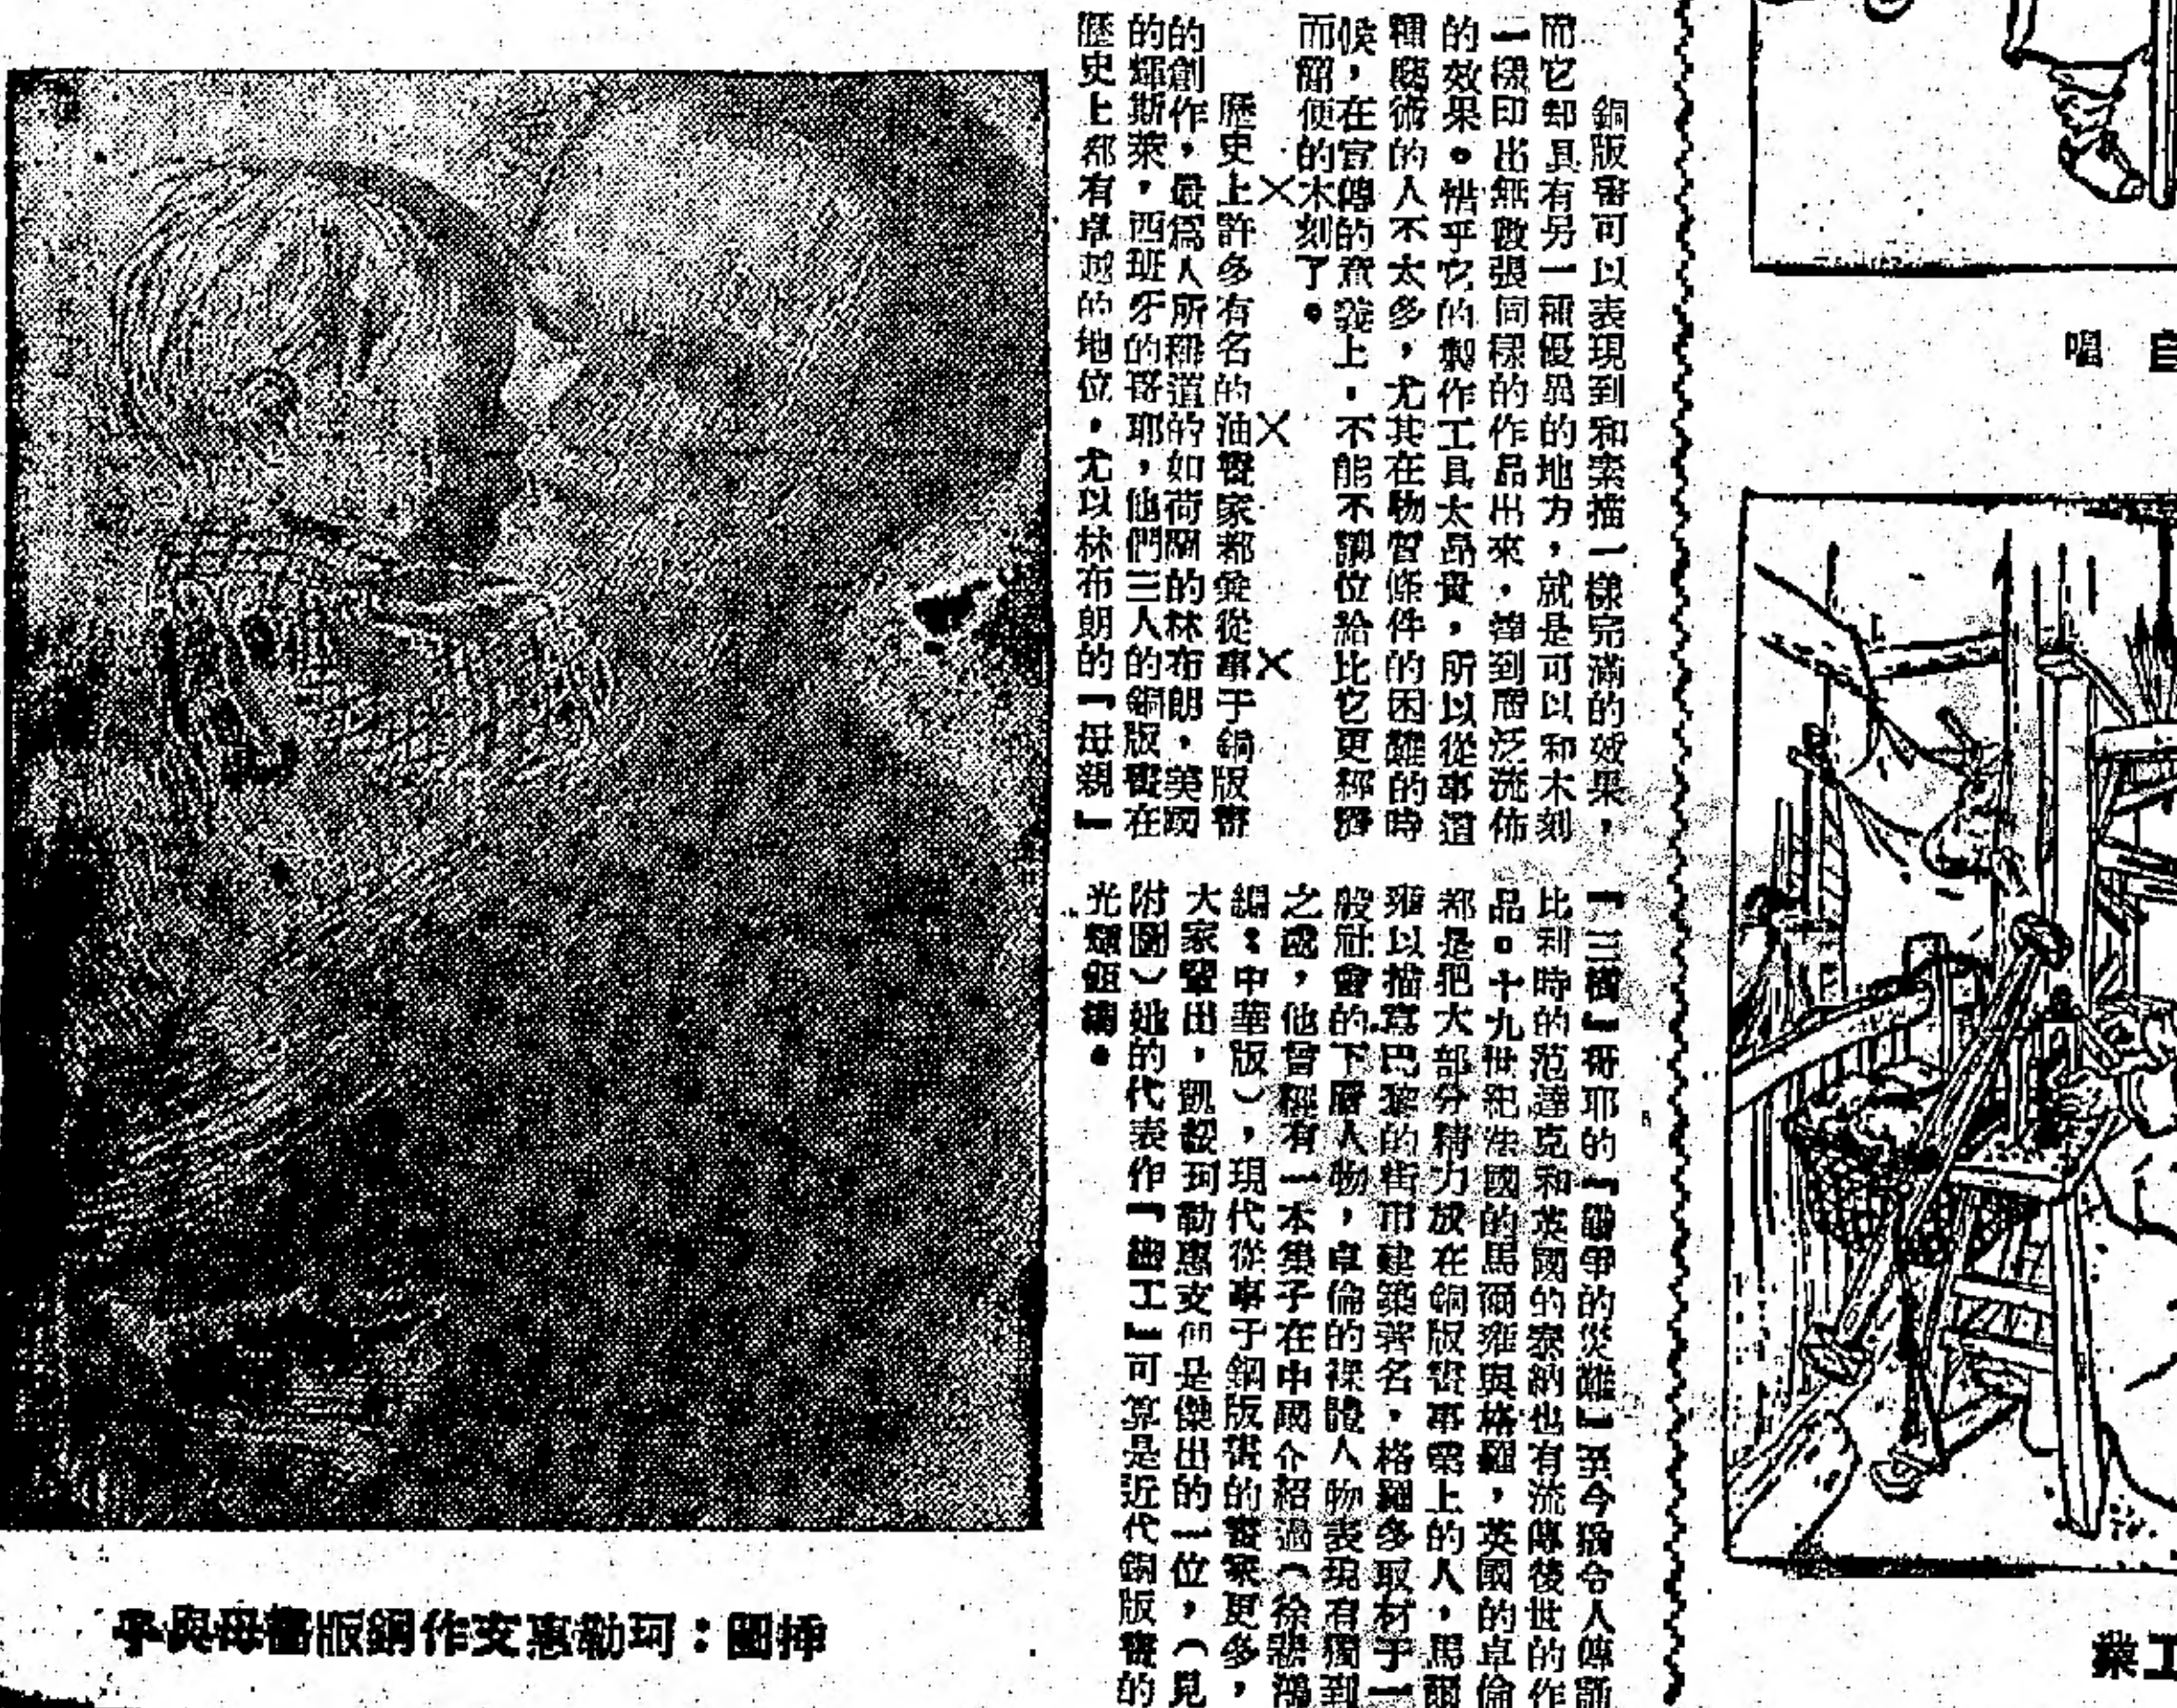 銅版畫可以表現到和素描一樣完滿的效果，
而它却具有另一種優異的地方，就是可以和木刻
一樣印出無數張同樣的作品出來，達到廣泛流佈
的效果。惜乎它的製作工具太昂貴，所以從事這
種藝術的人不太多，尤其在物質條件的困難的時
候，在宣傳的意義上，不能不讓位給比它更經濟
而簡便的木刻了。
×　×　×
歷史上許多有名的油畫家都愛從事于銅版畫
的創作，最爲人所稱道的如荷蘭的林布朗，英國
的輝斯萊，西班牙的哥耶，他們三人的銅版畫在
歷史上都有卓越的地位，尤以林布朗的『母親』
『三樹』哥耶的『戰爭的災難』至今猶令人傳誦
比利時的范達克和英國的泰納也有流傳後世的作
品。十九世紀法國的馬爾雍與格羅，英國的卓倫
都是把大部分精力放在銅版畫事業上的人，馬爾
雍以描寫巴黎的街市建築著名，格羅多取材于一
般社會的下層人物，卓倫的裸體人物表現有獨到
之處，他曾經有一本集子在中國介紹過（徐悲鴻
編：中華版），現代從事于銅版畫的畫家更多，
大家輩出，凱綏珂勒惠支便是傑出的一位，（見
附圖）她的代表作『織工』可算是近代銅版畫的
光輝
挿圖：珂勒惠支作銅版畫母與子
自
唱
工
業